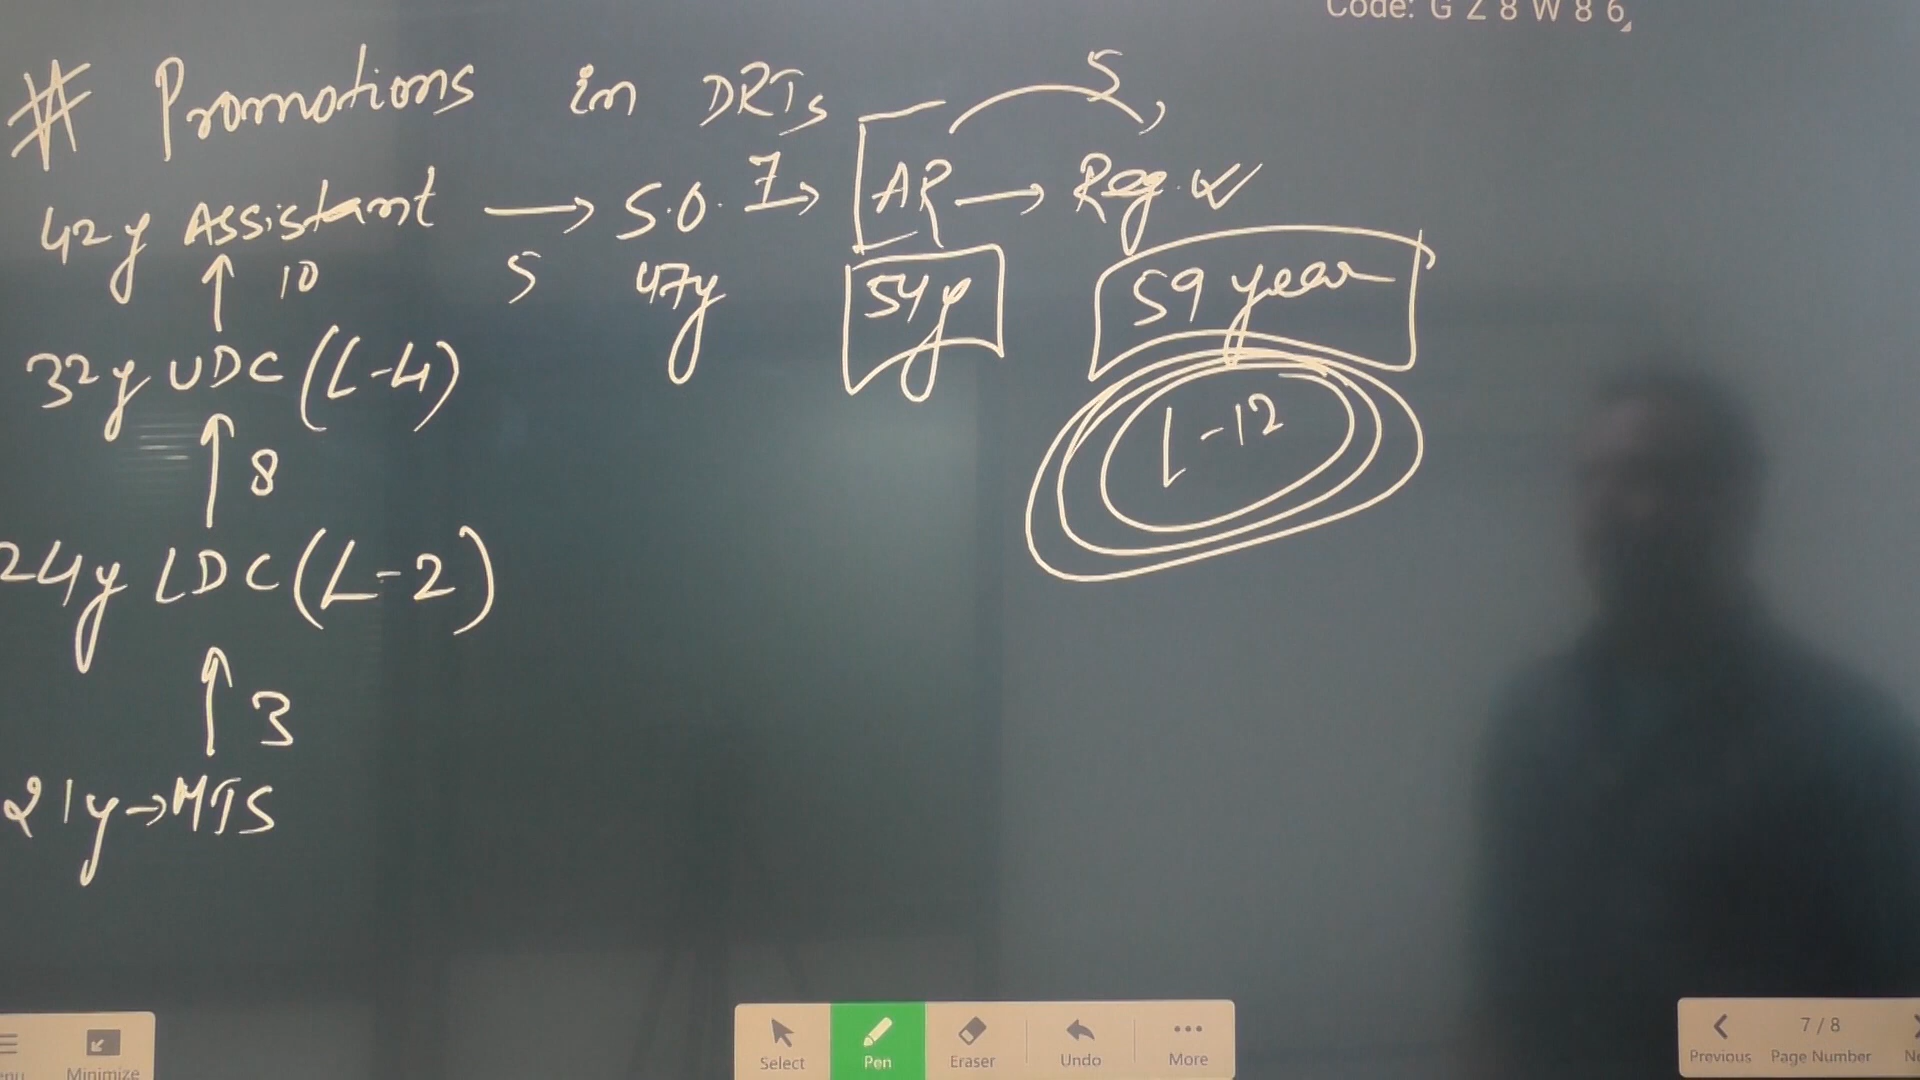 Code: G Z 8 W 8 6
# Promotions in DRTs
5
42y Assistant → S.O. 7 → AR → Reg.
10 5 47y 54y 59 year
32y UDC (L-4)
L-12
8
24y LDC (L-2)
3
21y → MTS
Minimize
Select Pen Eraser Undo More
7 / 8
Previous Page Number